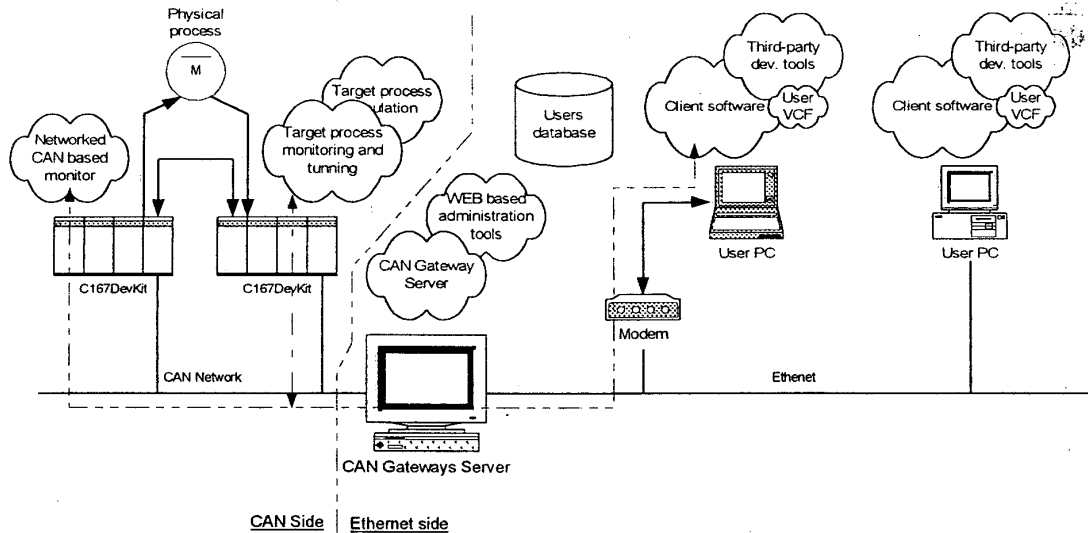 Physical
process
M
Networked
CAN based
monitor
Target process
Target process
monitoring and
tunning
C167DevKit
C167DevKit
CAN Network
WEB based
administration
tools
CAN Gateway
Server
CAN Gateways Server
Users
database
Third-party
dev. tools
Client software
User
VCF
User PC
Modem
Third-party
dev. tools
Client software
User
VCF
User PC
Ethenet
CAN Side
Ethernet side